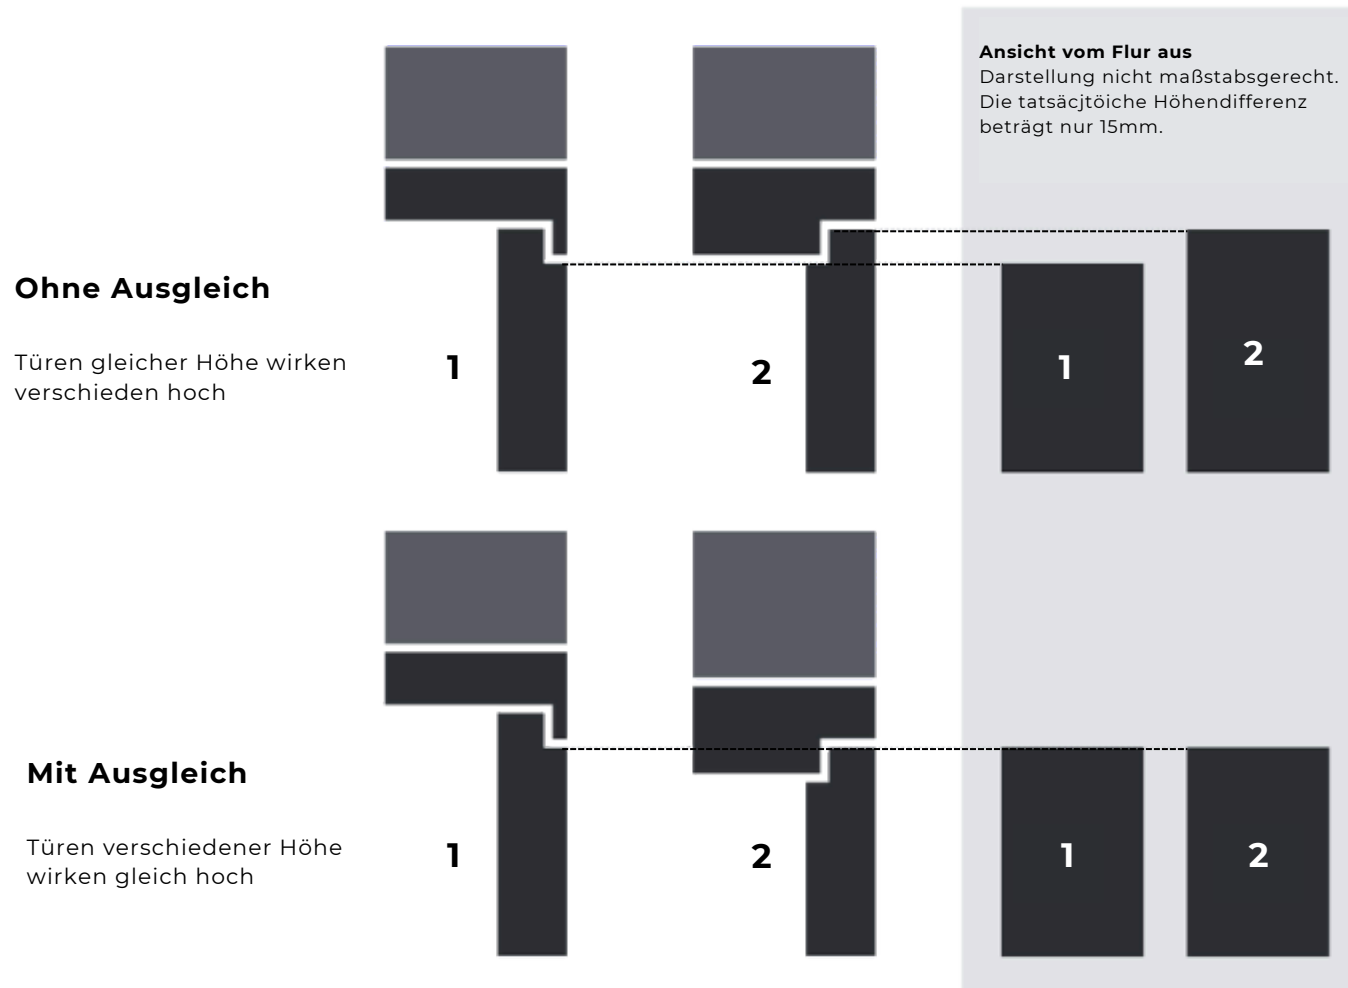 Ansicht vom Flur aus
Darstellung nicht maßstabsgerecht.
Die tatsäcjtöiche Höhendifferenz
beträgt nur 15mm.
Ohne Ausgleich
Türen gleicher Höhe wirken
verschieden hoch
1
2
1
2
Mit Ausgleich
Türen verschiedener Höhe
wirken gleich hoch
1
2
1
2